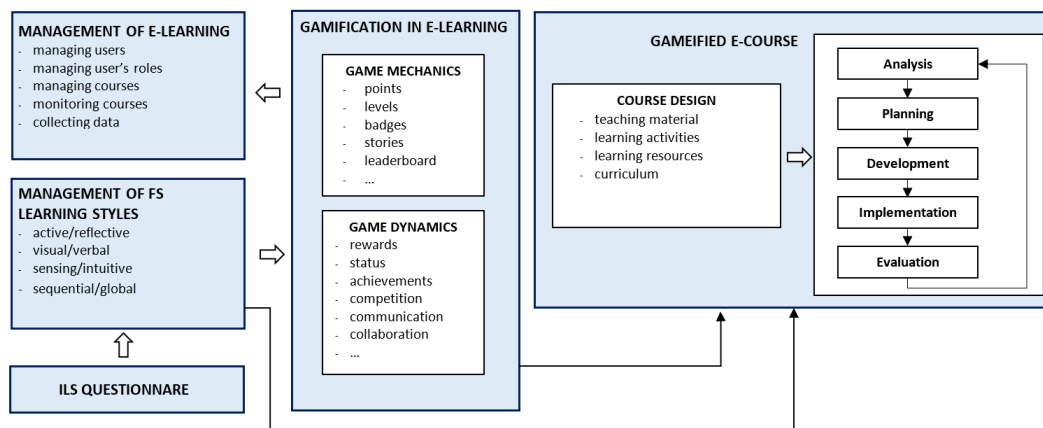 MANAGEMENT OF E-LEARNING
- managing users
- managing user's roles
- managing courses
- monitoring courses
- collecting data
MANAGEMENT OF FS
LEARNING STYLES
- active/reflective
- visual/verbal
- sensing/intuitive
- sequential/global
ILS QUESTIONNARE
GAMIFICATION IN E-LEARNING
GAME MECHANICS
- points
- levels
- badges
- stories
- leaderboard
- ...
GAME DYNAMICS
- rewards
- status
- achievements
- competition
- communication
- collaboration
- ...
GAMEIFIED E-COURSE
COURSE DESIGN
- teaching material
- learning activities
- learning resources
- curriculum
Analysis
Planning
Development
Implementation
Evaluation